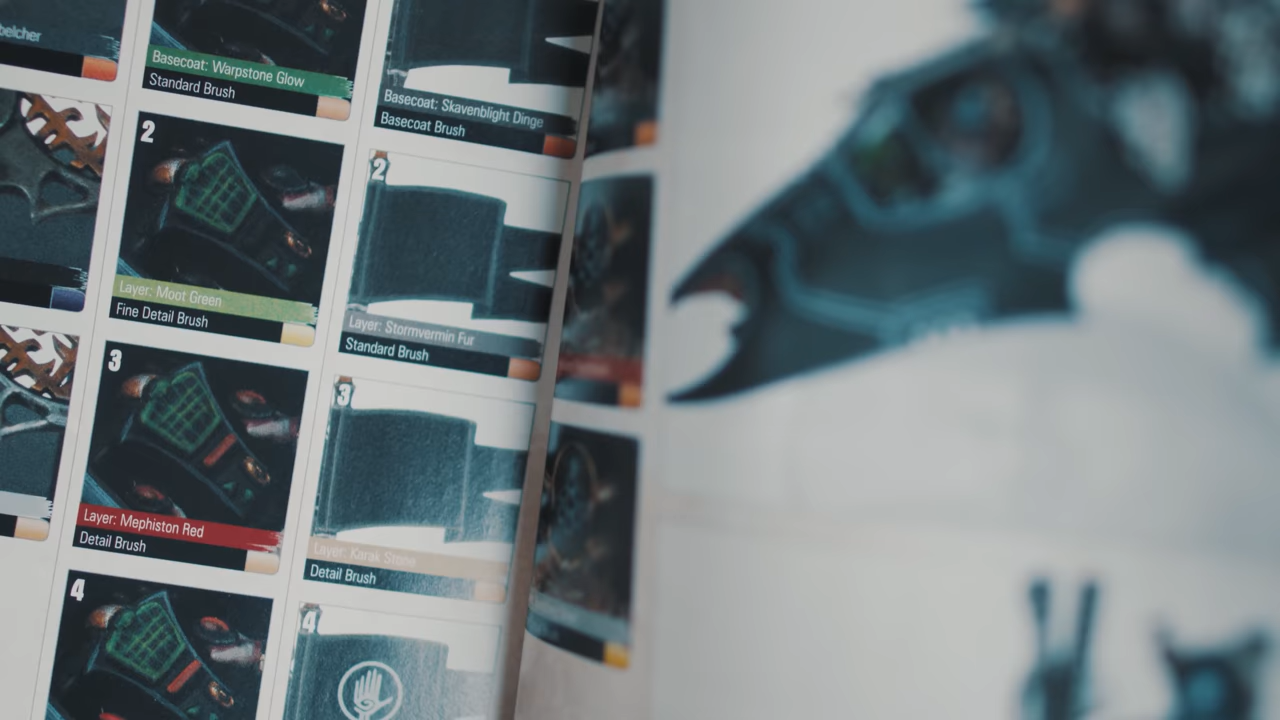 belcher
Basecoat: Warpstone Glow
Standard Brush
2
Layer: Moot Green
Fine Detail Brush
3
Layer: Mephiston Red
Detail Brush
4
Basecoat: Skavenblight Dinge
Basecoat Brush
2
Layer: Stormvermin Fur
Standard Brush
3
Layer: Karak Stone
Detail Brush
4